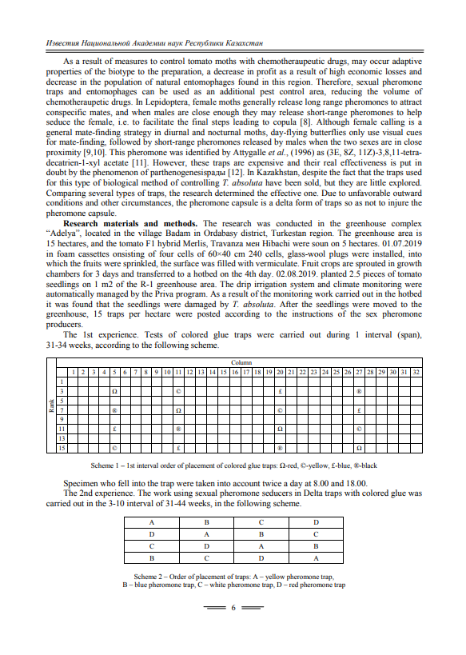 Известия Национальной Академии наук Республики Казахстан
As a result of measures to control tomato moths with chemotheraupeutic drugs, may occur adaptive
properties of the biotype to the preparation, a decrease in profit as a result of high economic losses and
decrease in the population of natural entomophages found in this region. Therefore, sexual pheromone
traps and entomophages can be used as an additional pest control area, reducing the volume of
chemotheraupetic drugs. In Lepidoptera, female moths generally release long range pheromones to attract
conspecific mates, and when males are close enough they may release short-range pheromones to help
seduce the female, i.e. to facilitate the final steps leading to copula [8]. Although female calling is a
general mate-finding strategy in diurnal and nocturnal moths, day-flying butterflies only use visual cues
for mate-finding, followed by short-range pheromones released by males when the two sexes are in close
proximity [9,10]. This pheromone was identified by Attygalle et al., (1996) as (3E, 8Z, 11Z)-3,8,11-tetra-
decatrien-1-xyl acetate [11]. However, these traps are expensive and their real effectiveness is put in
doubt by the phenomenon of parthenogenesisрады [12]. In Kazakhstan, despite the fact that the traps used
for this type of biological method of controlling T. absoluta have been sold, but they are little explored.
Comparing several types of traps, the research determined the effective one. Due to unfavorable outward
conditions and other circumstances, the pheromone capsule is a delta form of traps so as not to injure the
pheromone capsule.
Research materials and methods. The research was conducted in the greenhouse complex
“Adelya”, located in the village Badam in Ordabasy district, Turkestan region. The greenhouse area is
15 hectares, and the tomato F1 hybrid Merlis, Travanza мен Hibachi were soun on 5 hectares. 01.07.2019
in foam cassettes onsisting of four cells of 60×40 cm 240 cells, glass-wool plugs were installed, into
which the fruits were sprinkled, the surface was filled with vermiculate. Fruit crops are sprouted in growth
chambers for 3 days and transferred to a hotbed on the 4th day. 02.08.2019. planted 2.5 pieces of tomato
seedlings on 1 m2 of the R-1 greenhouse area. The drip irrigation system and climate monitoring were
automatically managed by the Priva program. As a result of the monitoring work carried out in the hotbed
it was found that the seedlings were damaged by T. absoluta. After the seedlings were moved to the
greenhouse, 15 traps per hectare were posted according to the instructions of the sex pheromone
producers.
The 1st experience. Tests of colored glue traps were carried out during 1 interval (span),
31-34 weeks, according to the following scheme.
Column
1 2 3 4 5 6 7 8 9 10 11 12 13 14 15 16 17 18 19 20 21 22 23 24 25 26 27 28 29 30 31 32
Rank
1
3 Ω © £ ®
5
7 ® Ω © £
9
11 £ ® Ω ©
13
15 © £ ® Ω
Scheme 1 – 1st interval order of placement of colored glue traps: Ω-red, ©-yellow, £-blue, ®-black
Specimen who fell into the trap were taken into account twice a day at 8.00 and 18.00.
The 2nd experience. The work using sexual pheromone seducers in Delta traps with colored glue was
carried out in the 3-10 interval of 31-44 weeks, in the following scheme.
A B C D
D A B C
C D A B
B C D A
Scheme 2 – Order of placement of traps: A – yellow pheromone trap,
B – blue pheromone trap, C – white pheromone trap, D – red pheromone trap
6